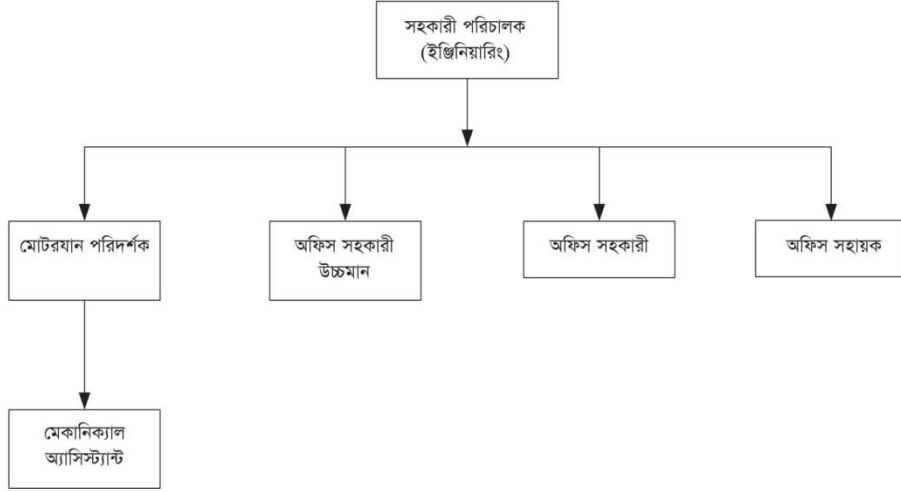 সহকারী পরিচালক
(ইঞ্জিনিয়ারিং)
মোটরযান পরিদর্শক
অফিস সহকারী
উচ্চমান
অফিস সহকারী
অফিস সহায়ক
মেকানিক্যাল
অ্যাসিস্ট্যান্ট